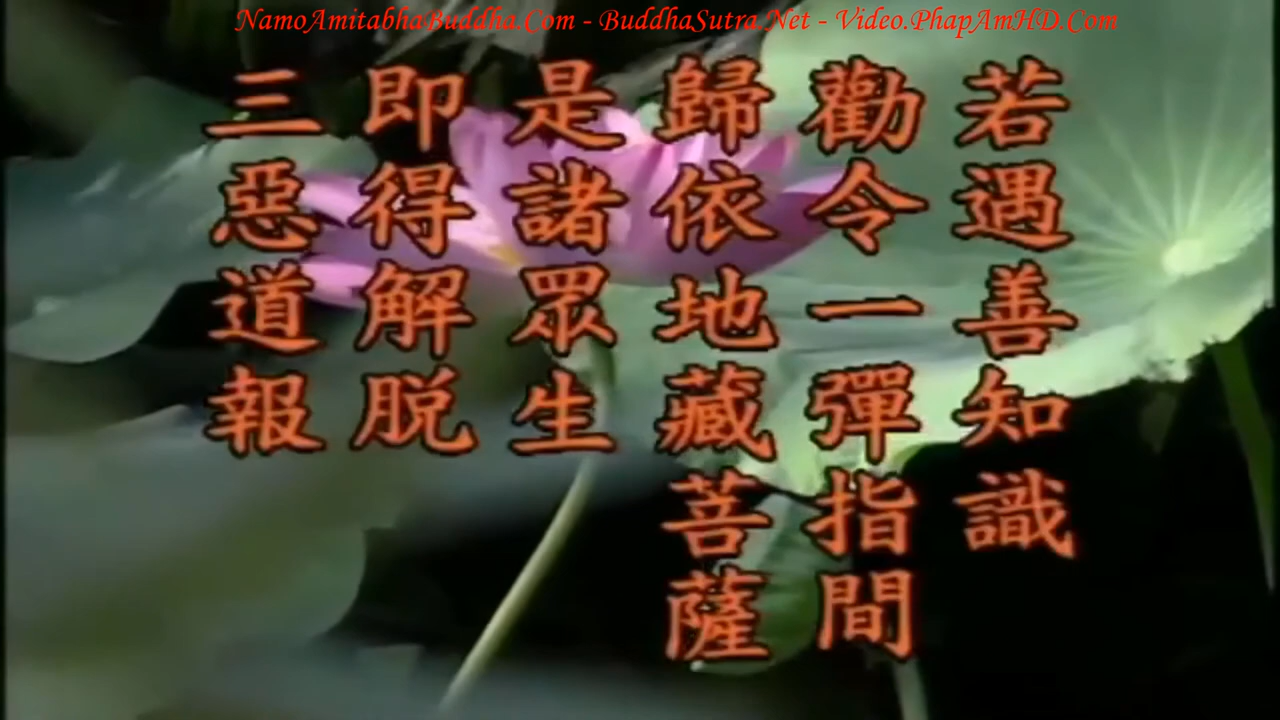 NamoAmitabhaBuddha.Com - BuddhaSutra.Net - Video.PhapAmHD.Com
若遇善知識
勸令一彈指間
歸依地藏菩薩
是諸眾生
即得解脱
三惡道報